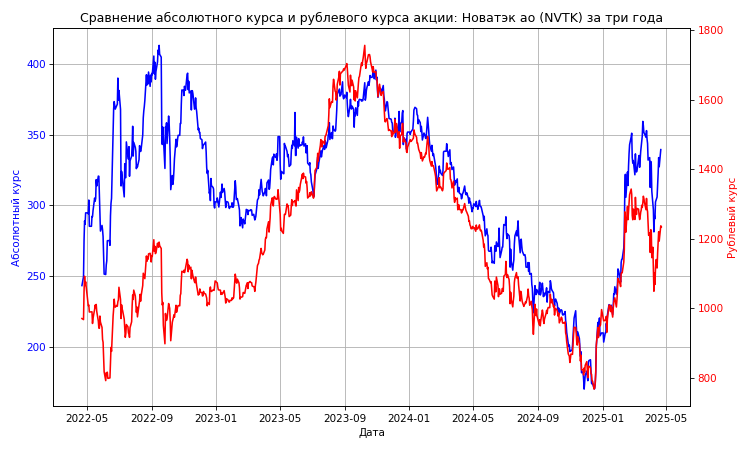 Сравнение абсолютного курса и рублевого курса акции: Новатэк ао (NVTK) за три года
Абсолютный курс
400
350
300
250
200
1800
1600
1400
1200
1000
800
Рублевый курс
2022-05 2022-09 2023-01 2023-05 2023-09 2024-01 2024-05 2024-09 2025-01 2025-05
Дата